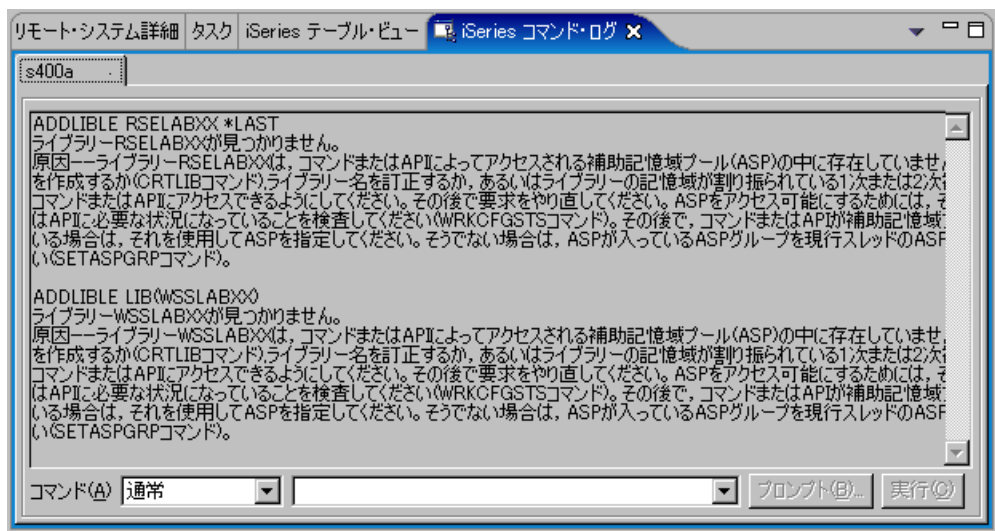 リモート・システム詳細 タスク iSeries テーブル・ビュー iSeries コマンド・ログ
s400a
ADDLIBLE RSELABXX *LAST
ライブラリーRSELABXXが見つかりません。
原因ーーライブラリーRSELABXXは, コマンドまたはAPIによってアクセスされる補助記憶域プール(ASP)の中に存在していませ
を作成するか(CRTLIBコマンド),ライブラリー名を訂正するか, あるいはライブラリーの記憶域が割り振られている1次または2次
コマンドまたはAPIにアクセスできるようにしてください。その後で要求をやり直してください。ASPをアクセス可能にするためには, そ
はAPIに必要な状況になっていることを検査してください(WRKCFGSTSコマンド)。その後で, コマンドまたはAPIが補助記憶域
いる場合は, それを使用してASPを指定してください。そうでない場合は, ASPが入っているASPグループを現行スレッドのASP
い(SETASPGRPコマンド)。
ADDLIBLE LIB(WSSLABXX)
ライブラリーWSSLABXXが見つかりません。
原因ーーライブラリーWSSLABXXは, コマンドまたはAPIによってアクセスされる補助記憶域プール(ASP)の中に存在していませ
を作成するか(CRTLIBコマンド),ライブラリー名を訂正するか, あるいはライブラリーの記憶域が割り振られている1次または2次
コマンドまたはAPIにアクセスできるようにしてください。その後で要求をやり直してください。ASPをアクセス可能にするためには, そ
はAPIに必要な状況になっていることを検査してください(WRKCFGSTSコマンド)。その後で, コマンドまたはAPIが補助記憶域
いる場合は, それを使用してASPを指定してください。そうでない場合は, ASPが入っているASPグループを現行スレッドのASP
い(SETASPGRPコマンド)。
コマンド(A) 通常 プロンプト(B)... 実行(C)